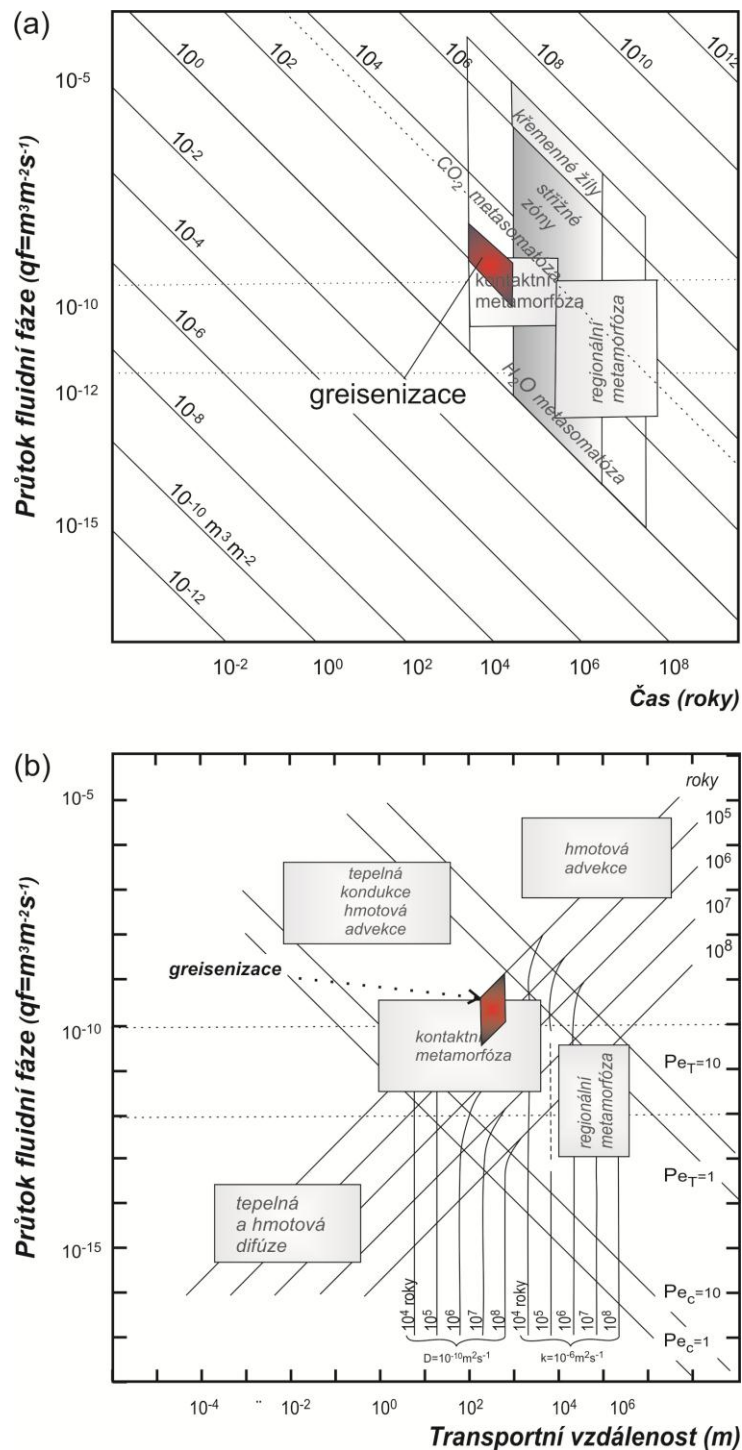 (a)
10⁰
10²
10⁴
10⁶
10⁸
10¹⁰
10¹²
10⁻²
10⁻⁴
10⁻⁶
10⁻⁸
10⁻¹⁰ m³m⁻²
10⁻¹²
křemenné žíly
střižné
zóny
CO₂ metasomatóza
kontaktní
metamorfóza
regionální
metamorfóza
H₂O metasomatóza
greisenizace
10⁻⁵
10⁻¹⁰
10⁻¹²
10⁻¹⁵
Průtok fluidní fáze (qf=m³m⁻²s⁻¹)
10⁻²
10⁰
10²
10⁴
10⁶
10⁸
Čas (roky)
(b)
roky
10⁵
10⁶
10⁷
10⁸
hmotová
advekce
tepelná
kondukce
hmotová
advekce
greisenizace
kontaktní
metamorfóza
regionální
metamorfóza
tepelná
a hmotová
difúze
Peᴛ=10
Peᴛ=1
Pe꜀=10
Pe꜀=1
10⁴ roky
10⁵
10⁶
10⁷
10⁸
10⁴ roky
10⁵
10⁶
10⁷
10⁸
D=10⁻¹⁰m²s⁻¹
k=10⁻⁶m²s⁻¹
10⁻⁵
10⁻¹⁰
10⁻¹⁵
Průtok fluidní fáze (qf=m³m⁻²s⁻¹)
10⁻⁴
10⁻²
10⁰
10²
10⁴
10⁶
Transportní vzdálenost (m)